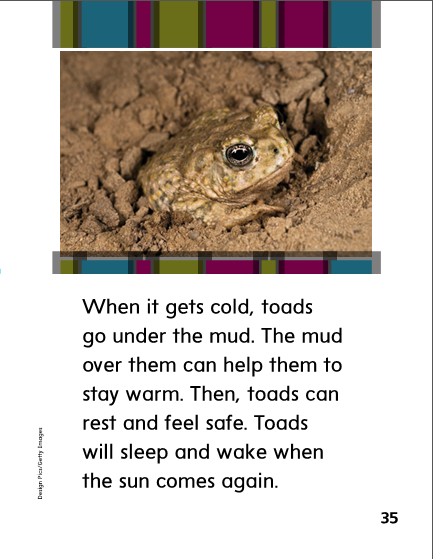 When it gets cold, toads
go under the mud. The mud
over them can help them to
stay warm. Then, toads can
rest and feel safe. Toads
will sleep and wake when
the sun comes again.
Design Pics/Getty Images
35